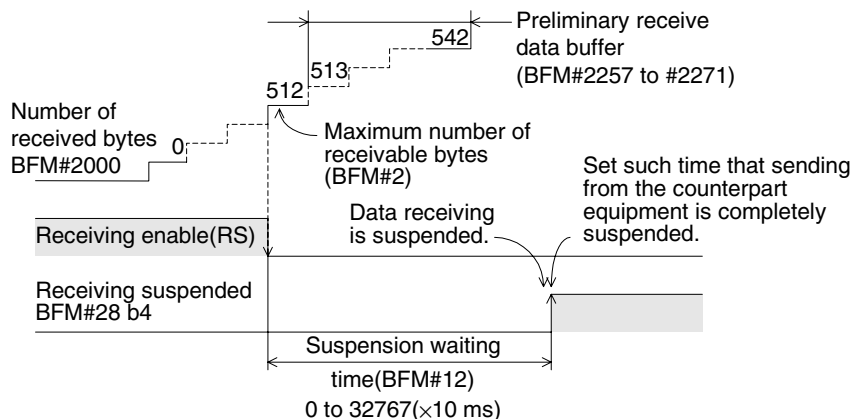 Preliminary receive
data buffer
(BFM#2257 to #2271)
542
513
512
Number of
received bytes
BFM#2000
0
Maximum number of
receivable bytes
(BFM#2)
Set such time that sending
from the counterpart
equipment is completely
suspended.
Data receiving
is suspended.
Receiving enable(RS)
Receiving suspended
BFM#28 b4
Suspension waiting
time(BFM#12)
0 to 32767(×10 ms)